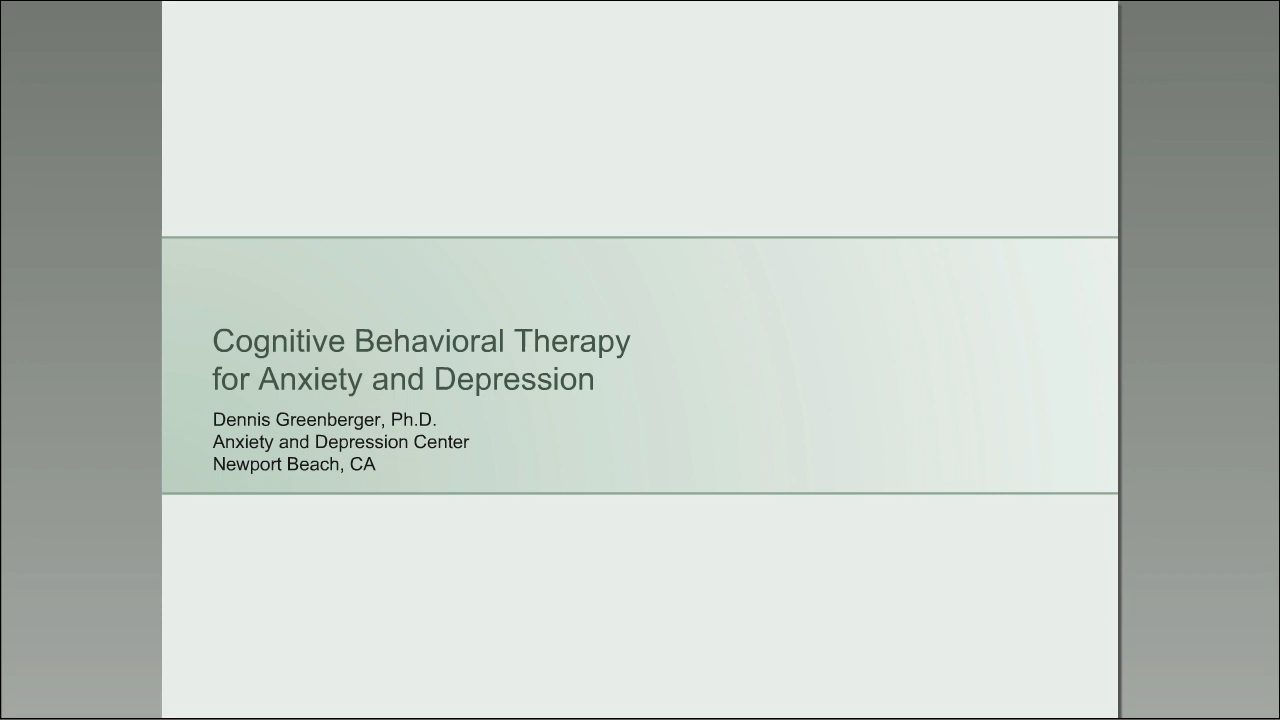 Cognitive Behavioral Therapy
for Anxiety and Depression
Dennis Greenberger, Ph.D.
Anxiety and Depression Center
Newport Beach, CA